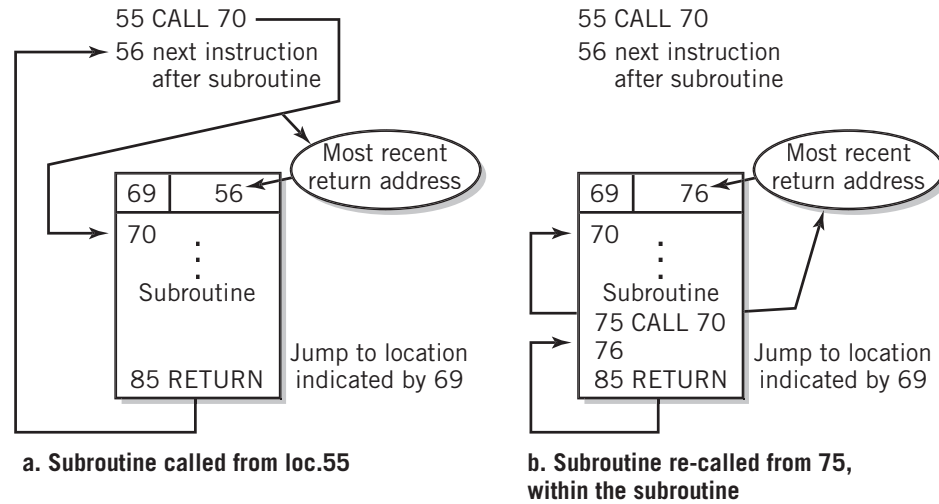 55 CALL 70
56 next instruction
after subroutine
Most recent
return address
69 56
70
Subroutine
85 RETURN
Jump to location
indicated by 69
a. Subroutine called from loc.55
55 CALL 70
56 next instruction
after subroutine
Most recent
return address
69 76
70
Subroutine
75 CALL 70
76
85 RETURN
Jump to location
indicated by 69
b. Subroutine re-called from 75,
within the subroutine